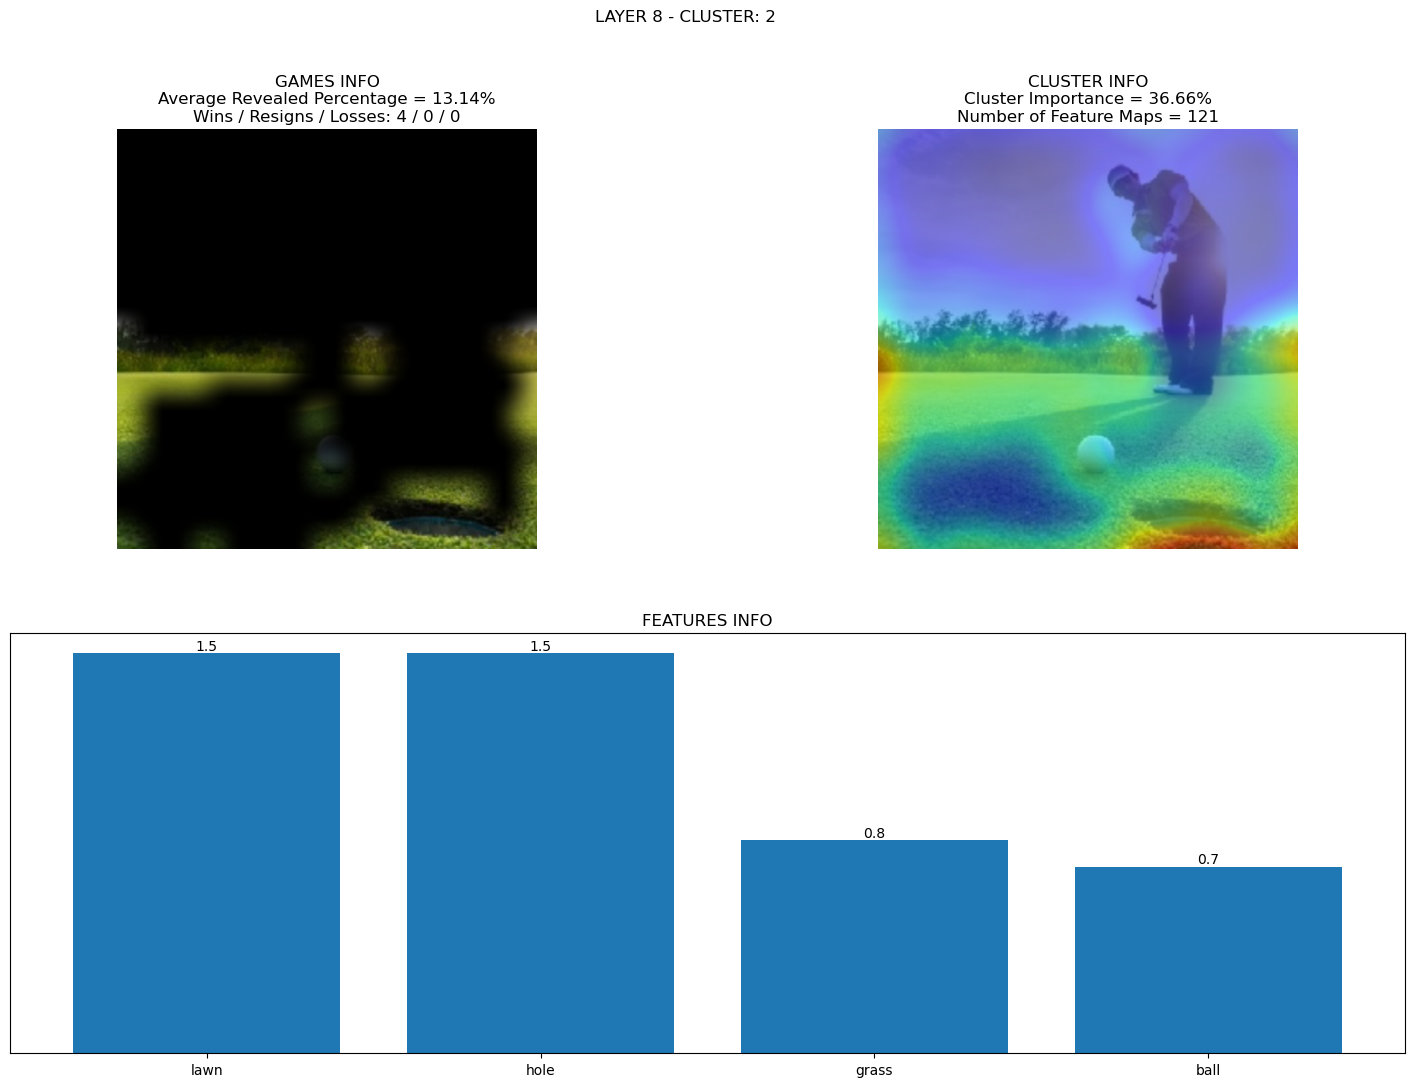 LAYER 8 - CLUSTER: 2
GAMES INFO
Average Revealed Percentage = 13.14%
Wins / Resigns / Losses: 4 / 0 / 0
CLUSTER INFO
Cluster Importance = 36.66%
Number of Feature Maps = 121
FEATURES INFO
1.5
1.5
0.8
0.7
lawn
hole
grass
ball